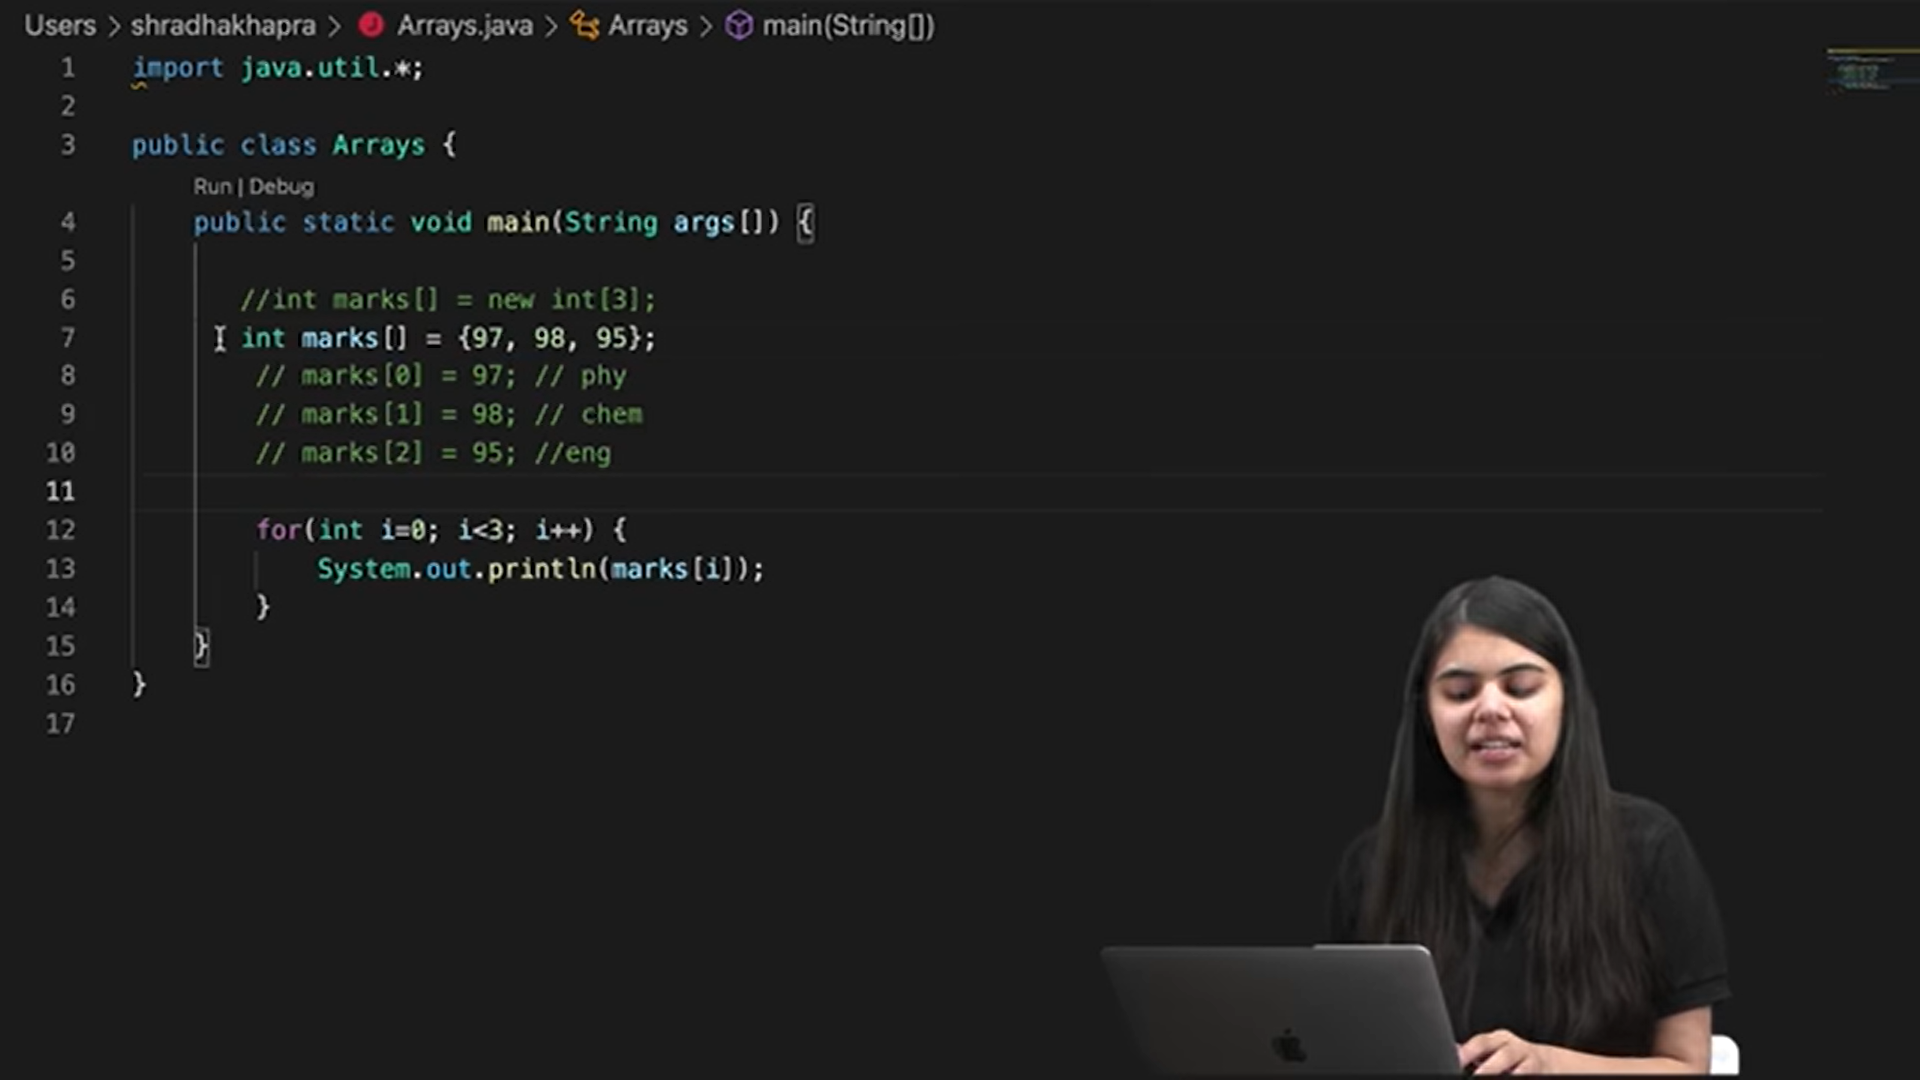 Users > shradhakhapra > Arrays.java > Arrays > main(String[])
1 import java.util.*;
2
3 public class Arrays {
Run | Debug
4 public static void main(String args[]) {
5
6 //int marks[] = new int[3];
7 int marks[] = {97, 98, 95};
8 // marks[0] = 97; // phy
9 // marks[1] = 98; // chem
10 // marks[2] = 95; //eng
11
12 for(int i=0; i<3; i++) {
13 System.out.println(marks[i]);
14 }
15 }
16 }
17